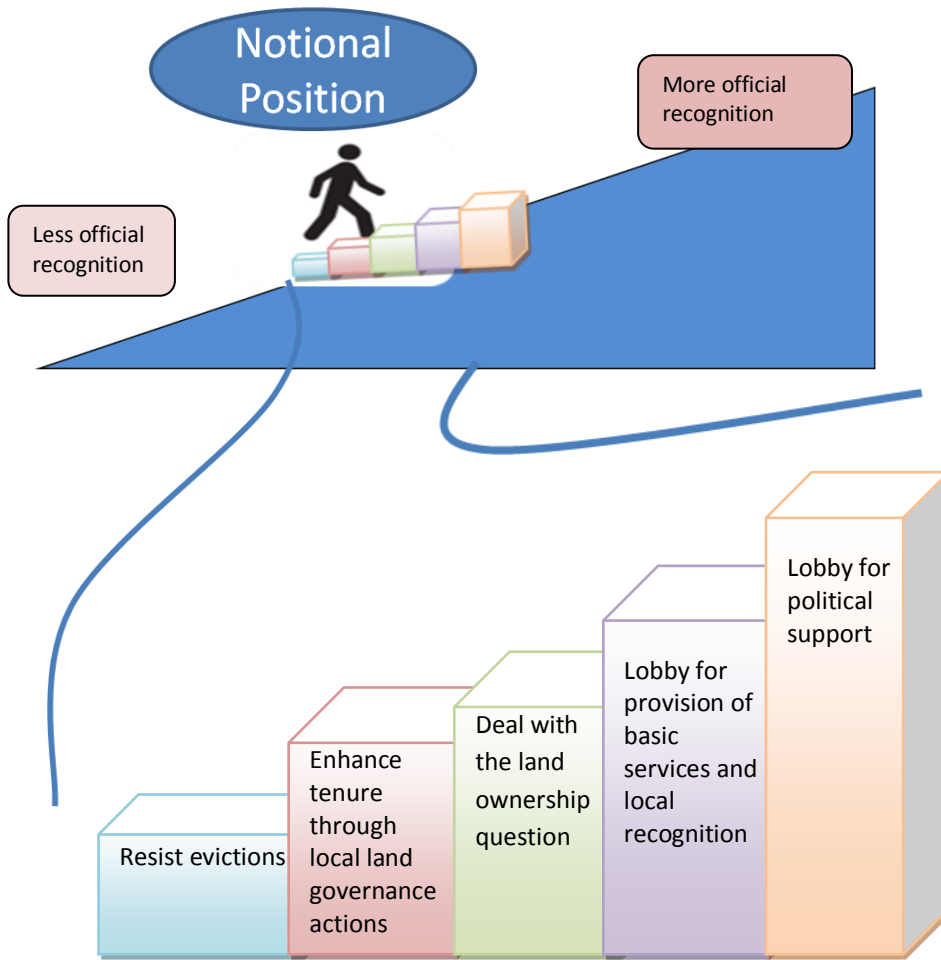 Notional
Position
More official
recognition
Less official
recognition
Resist evictions
Enhance
tenure
through
local land
governance
actions
Deal with
the land
ownership
question
Lobby for
provision of
basic
services and
local
recognition
Lobby for
political
support